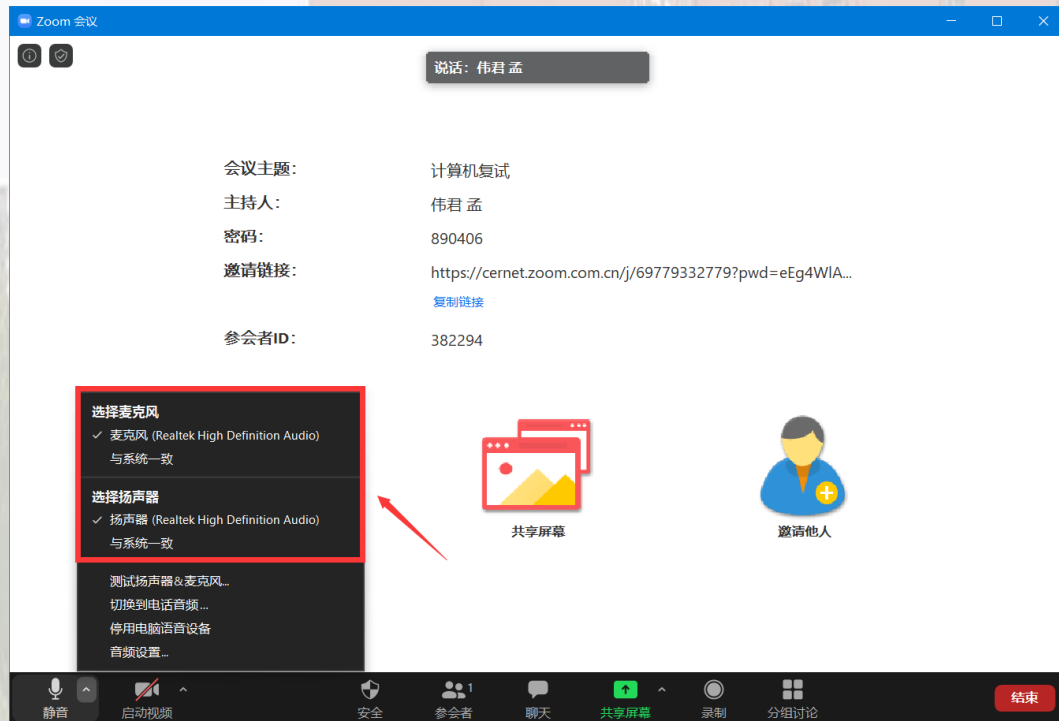 Zoom 会议
说话：伟君 孟
会议主题：
计算机复试
主持人：
伟君 孟
密码：
890406
邀请链接：
https://cernet.zoom.com.cn/j/69779332779?pwd=eEg4WlA...
复制链接
参会者ID：
382294
选择麦克风
麦克风 (Realtek High Definition Audio)
与系统一致
选择扬声器
扬声器 (Realtek High Definition Audio)
与系统一致
测试扬声器&麦克风...
切换到电话音频...
停用电脑语音设备
音频设置...
共享屏幕
邀请他人
静音
启动视频
安全
1
参会者
聊天
共享屏幕
录制
分组讨论
结束